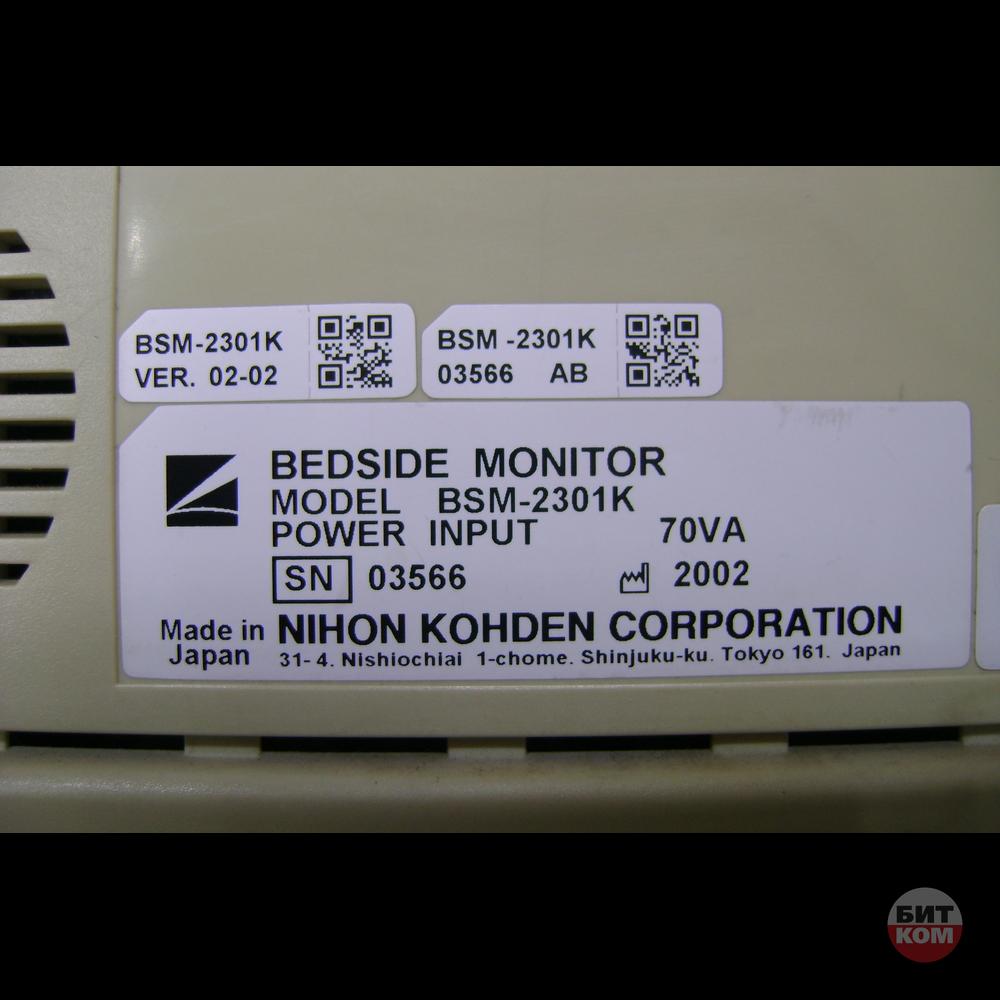 BSM-2301K
VER. 02-02
BSM -2301K
03566 AB
BEDSIDE MONITOR
MODEL BSM-2301K
POWER INPUT 70VA
SN 03566 2002
Made in NIHON KOHDEN CORPORATION
Japan 31- 4. Nishiochiai 1-chome. Shinjuku-ku. Tokyo 161. Japan
БИТ
КОМ